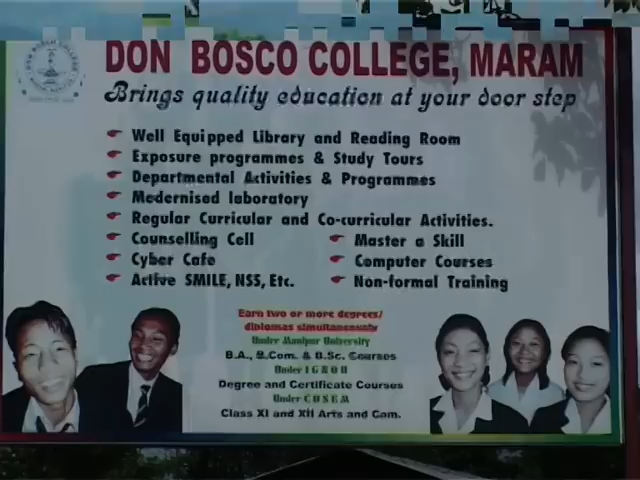 DON BOSCO COLLEGE, MARAM
Brings quality education at your door step
Well Equipped Library and Reading Room
Exposure programmes & Study Tours
Departmental Activities & Programmes
Modernised laboratory
Regular Curricular and Co-curricular Activities.
Counselling Cell
Master a Skill
Cyber Cafe
Computer Courses
Active SMILE, NSS, Etc.
Non-formal Training
Earn two or more degrees/
diplomas simultaneously
Under Manipur University
B.A., B.Com. & B.Sc. Courses
Under I G N O U
Degree and Certificate Courses
Under C O S E M
Class XI and XII Arts and Com.